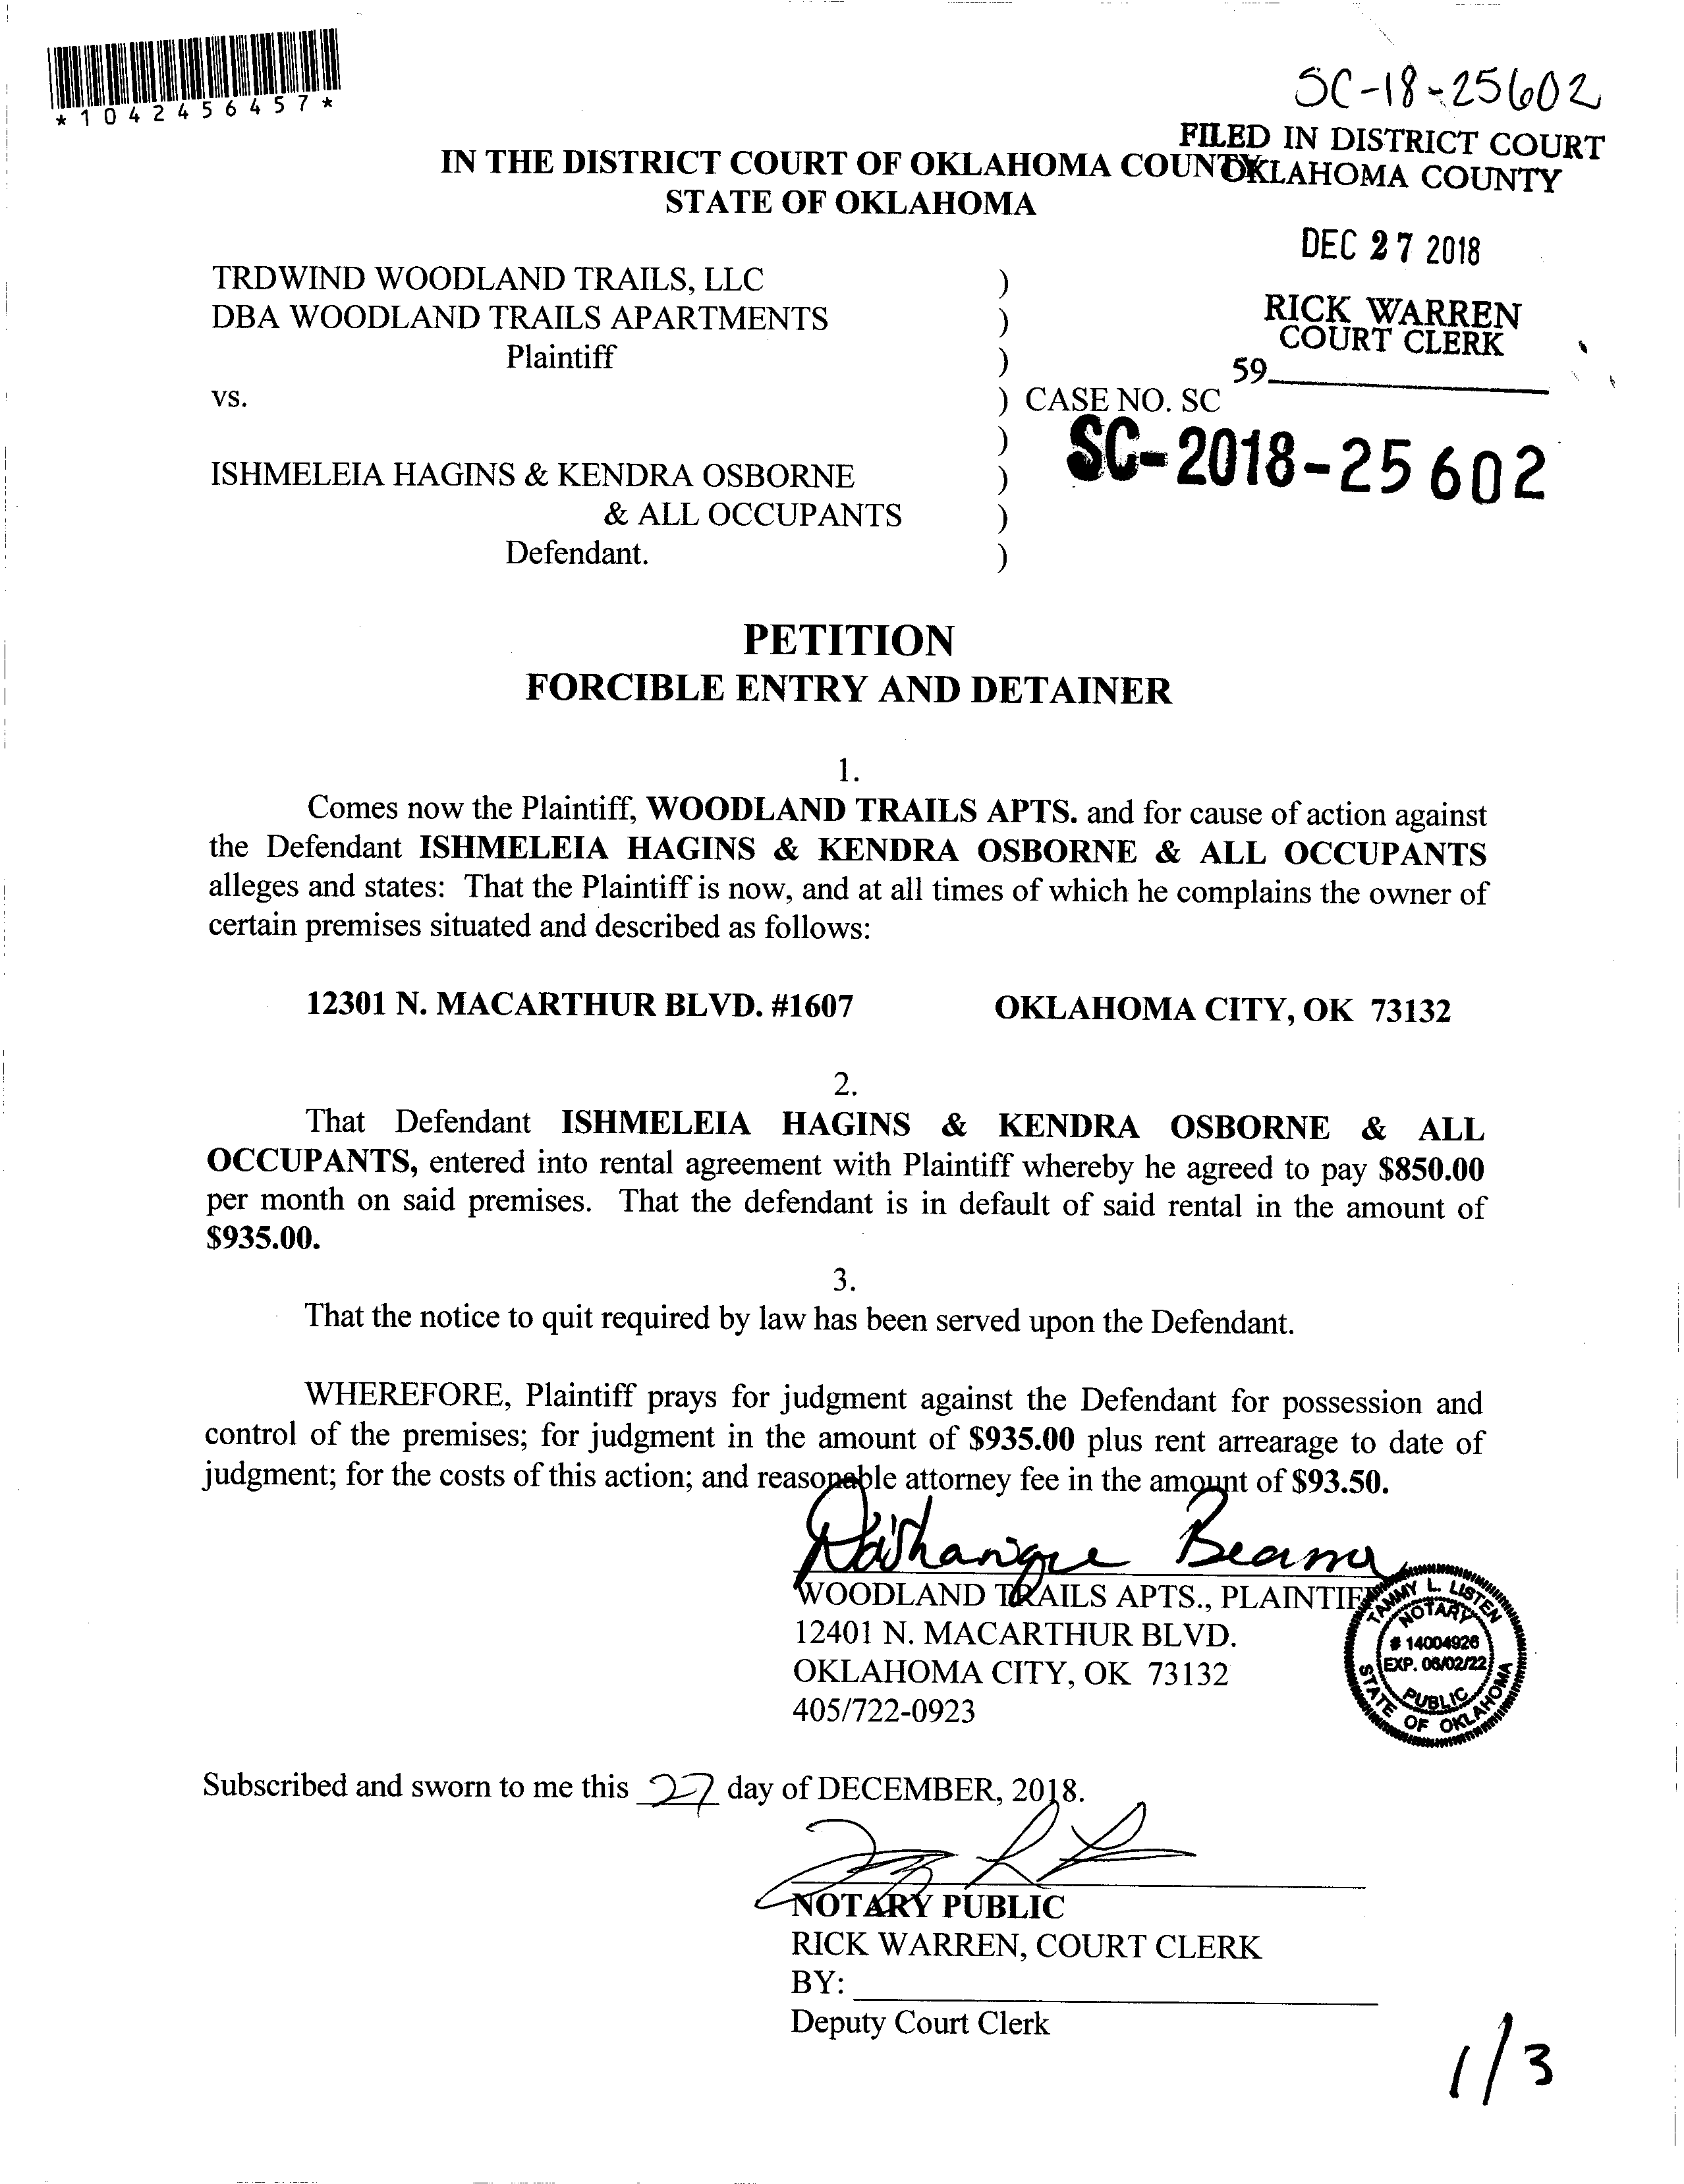 *1042456457*
SC-18-25602
FILED IN DISTRICT COURT
OKLAHOMA COUNTY
IN THE DISTRICT COURT OF OKLAHOMA COUNTY
STATE OF OKLAHOMA
DEC 27 2018
RICK WARREN
COURT CLERK
59
TRDWIND WOODLAND TRAILS, LLC )
DBA WOODLAND TRAILS APARTMENTS )
Plaintiff )
vs. ) CASE NO. SC
) SC-2018-25602
ISHMELEIA HAGINS & KENDRA OSBORNE )
& ALL OCCUPANTS )
Defendant. )
PETITION
FORCIBLE ENTRY AND DETAINER
1.
Comes now the Plaintiff, WOODLAND TRAILS APTS. and for cause of action against
the Defendant ISHMELEIA HAGINS & KENDRA OSBORNE & ALL OCCUPANTS
alleges and states: That the Plaintiff is now, and at all times of which he complains the owner of
certain premises situated and described as follows:
12301 N. MACARTHUR BLVD. #1607 OKLAHOMA CITY, OK 73132
2.
That Defendant ISHMELEIA HAGINS & KENDRA OSBORNE & ALL
OCCUPANTS, entered into rental agreement with Plaintiff whereby he agreed to pay $850.00
per month on said premises. That the defendant is in default of said rental in the amount of
$935.00.
3.
That the notice to quit required by law has been served upon the Defendant.
WHEREFORE, Plaintiff prays for judgment against the Defendant for possession and
control of the premises; for judgment in the amount of $935.00 plus rent arrearage to date of
judgment; for the costs of this action; and reasonable attorney fee in the amount of $93.50.
WOODLAND TRAILS APTS., PLAINTIFF
12401 N. MACARTHUR BLVD.
OKLAHOMA CITY, OK 73132
405/722-0923
TAMMY L. LISTEN
NOTARY
# 14004926
EXP. 06/02/22
PUBLIC
STATE OF OKLAHOMA
Subscribed and sworn to me this 27 day of DECEMBER, 2018.
NOTARY PUBLIC
RICK WARREN, COURT CLERK
BY:
Deputy Court Clerk
1/3